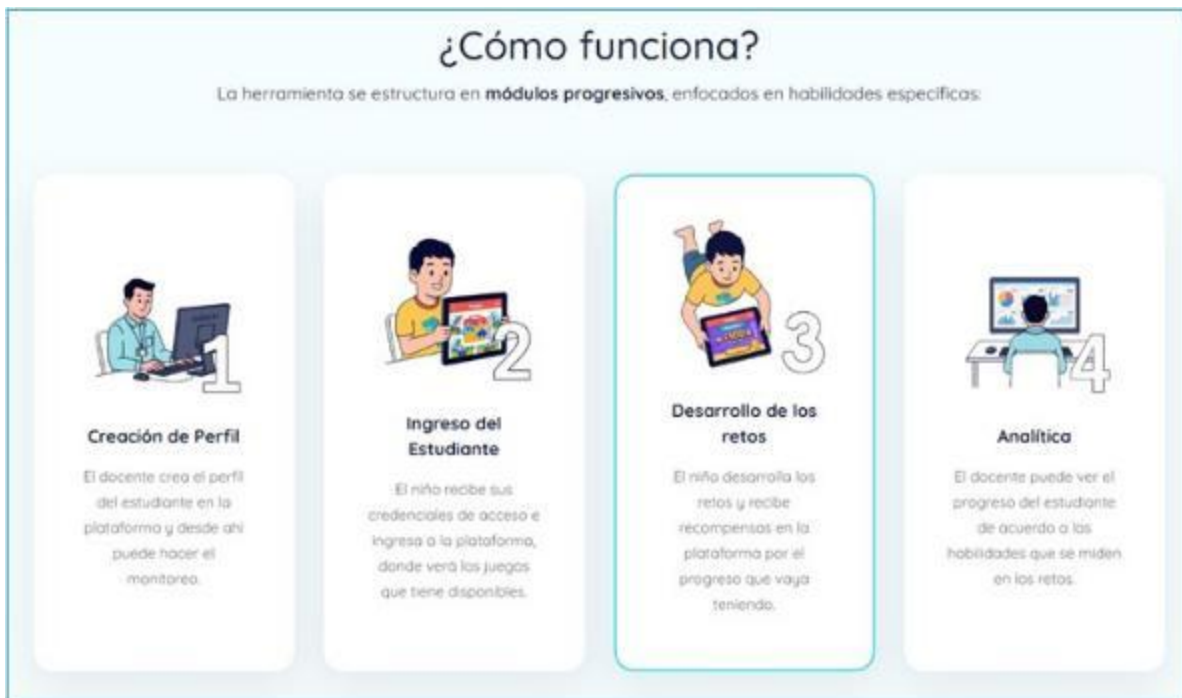 ¿Cómo funciona?
La herramienta se estructura en módulos progresivos, enfocados en habilidades específicas:
1
Creación de Perfil
El docente crea el perfil
del estudiante en la
plataforma y desde ahí
puede hacer el
monitoreo.
2
Ingreso del
Estudiante
El niño recibe sus
credenciales de acceso e
ingresa a la plataforma,
donde verá los juegos
que tiene disponibles.
3
Desarrollo de los
retos
El niño desarrolla los
retos y recibe
recompensas en la
plataforma por el
progreso que vaya
teniendo.
4
Analítica
El docente puede ver el
progreso del estudiante
de acuerdo a las
habilidades que se miden
en los retos.